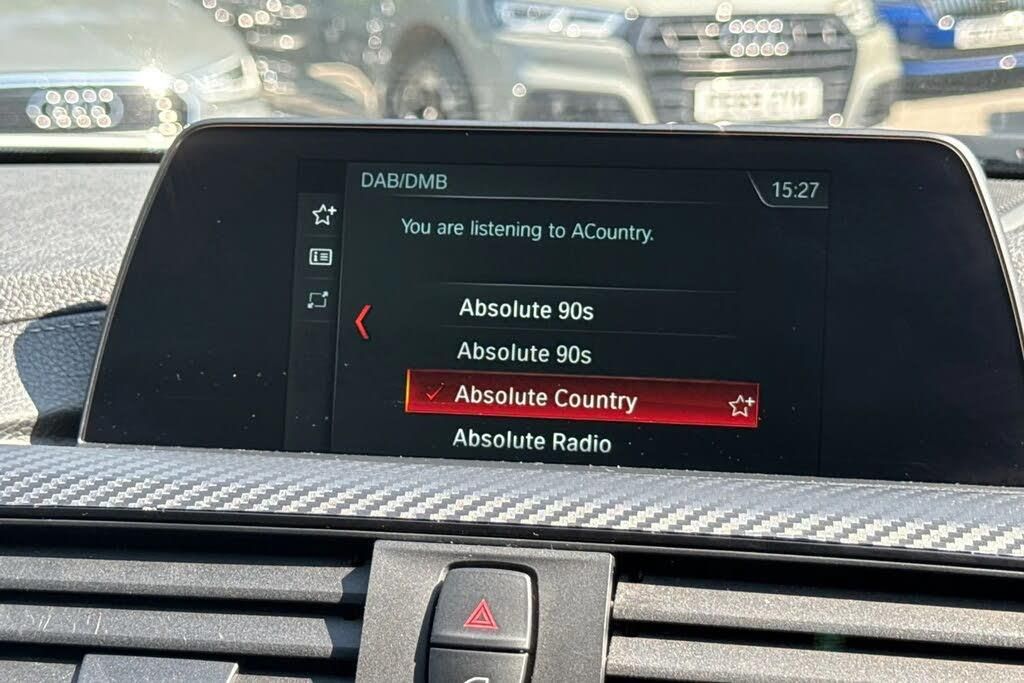 DAB/DMB
15:27
You are listening to ACountry.
Absolute 90s
Absolute 90s
Absolute Country
Absolute Radio